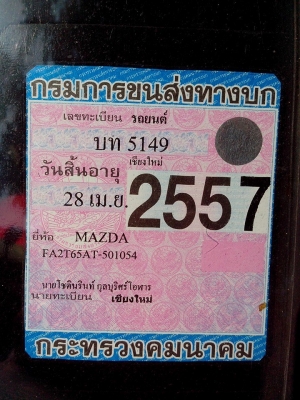 กรมการขนส่งทางบก
เลขทะเบียน รถยนต์
บท 5149
เชียงใหม่
วันสิ้นอายุ
28 เม.ย. 2557
ยี่ห้อ MAZDA
FA2T65AT-501054
นายทะเบียน เชียงใหม่
กระทรวงคมนาคม